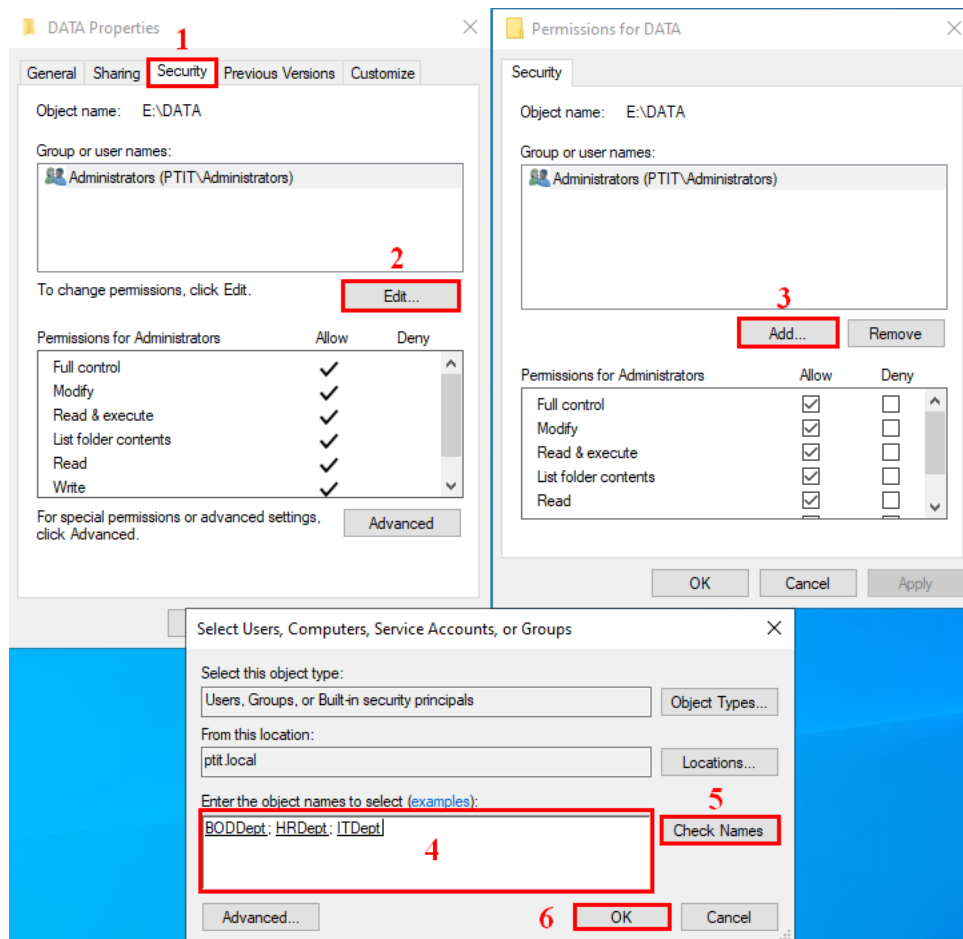 DATA Properties
1
General Sharing Security Previous Versions Customize
Object name: E:\DATA
Group or user names:
Administrators (PTIT\Administrators)
2
To change permissions, click Edit.
Edit...
Permissions for Administrators Allow Deny
Full control
Modify
Read & execute
List folder contents
Read
Write
For special permissions or advanced settings,
click Advanced.
Advanced
Permissions for DATA
Security
Object name: E:\DATA
Group or user names:
Administrators (PTIT\Administrators)
3
Add... Remove
Permissions for Administrators Allow Deny
Full control
Modify
Read & execute
List folder contents
Read
OK Cancel Apply
Select Users, Computers, Service Accounts, or Groups
Select this object type:
Users, Groups, or Built-in security principals
Object Types...
From this location:
ptit.local
Locations...
Enter the object names to select (examples):
5
BODDept; HRDept; ITDept
Check Names
4
Advanced...
6
OK Cancel